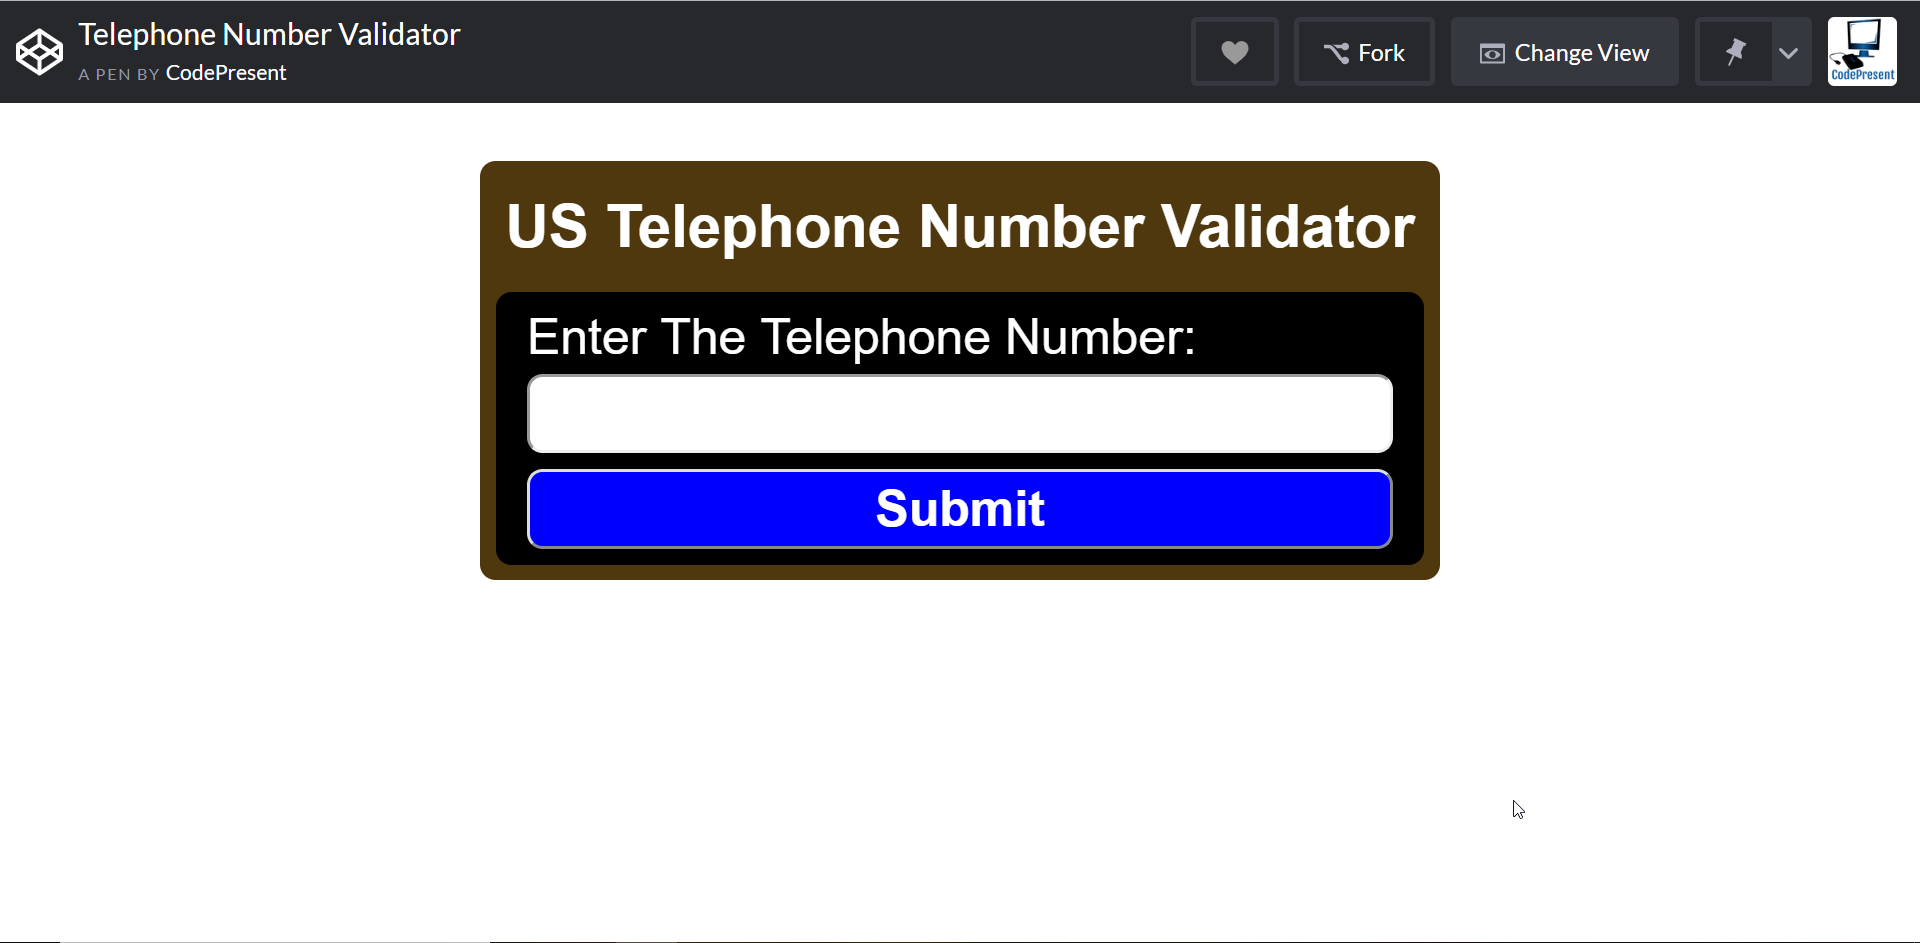 Telephone Number Validator
A PEN BY CodePresent
Fork
Change View
CodePresent
US Telephone Number Validator
Enter The Telephone Number:
Submit